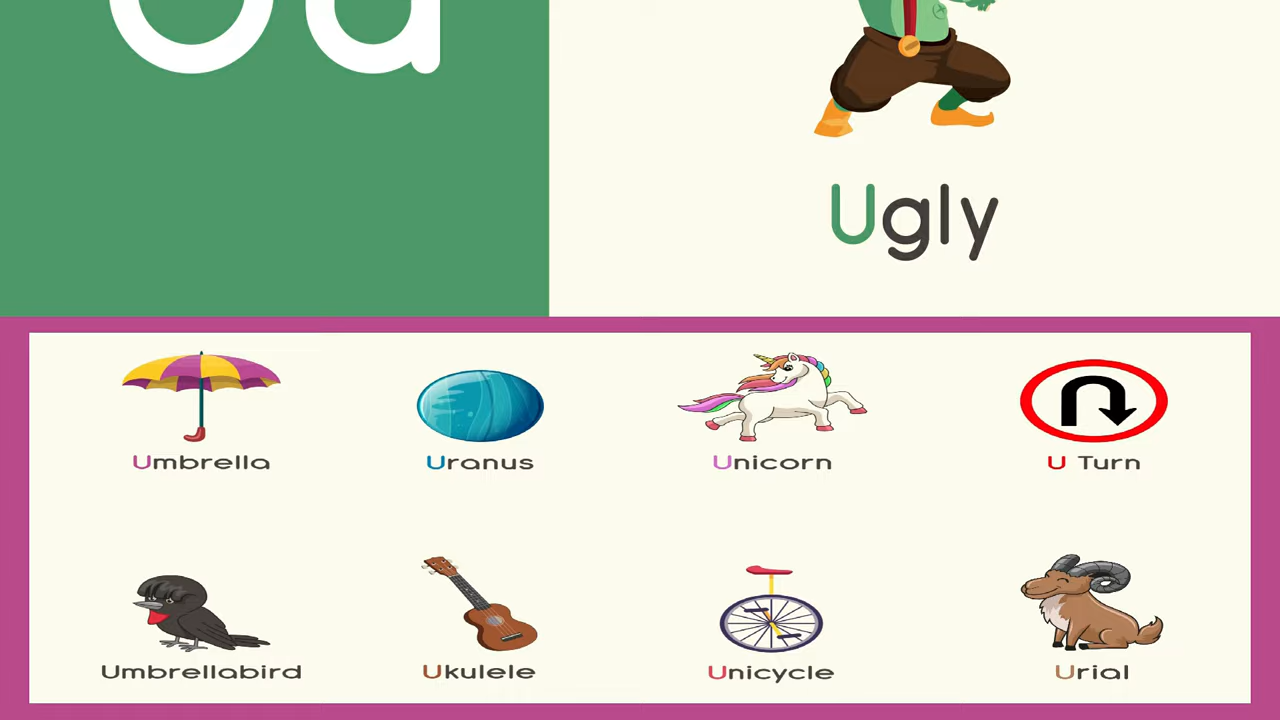 Ugly
Umbrella
Uranus
Unicorn
U Turn
Umbrellabird
Ukulele
Unicycle
Urial